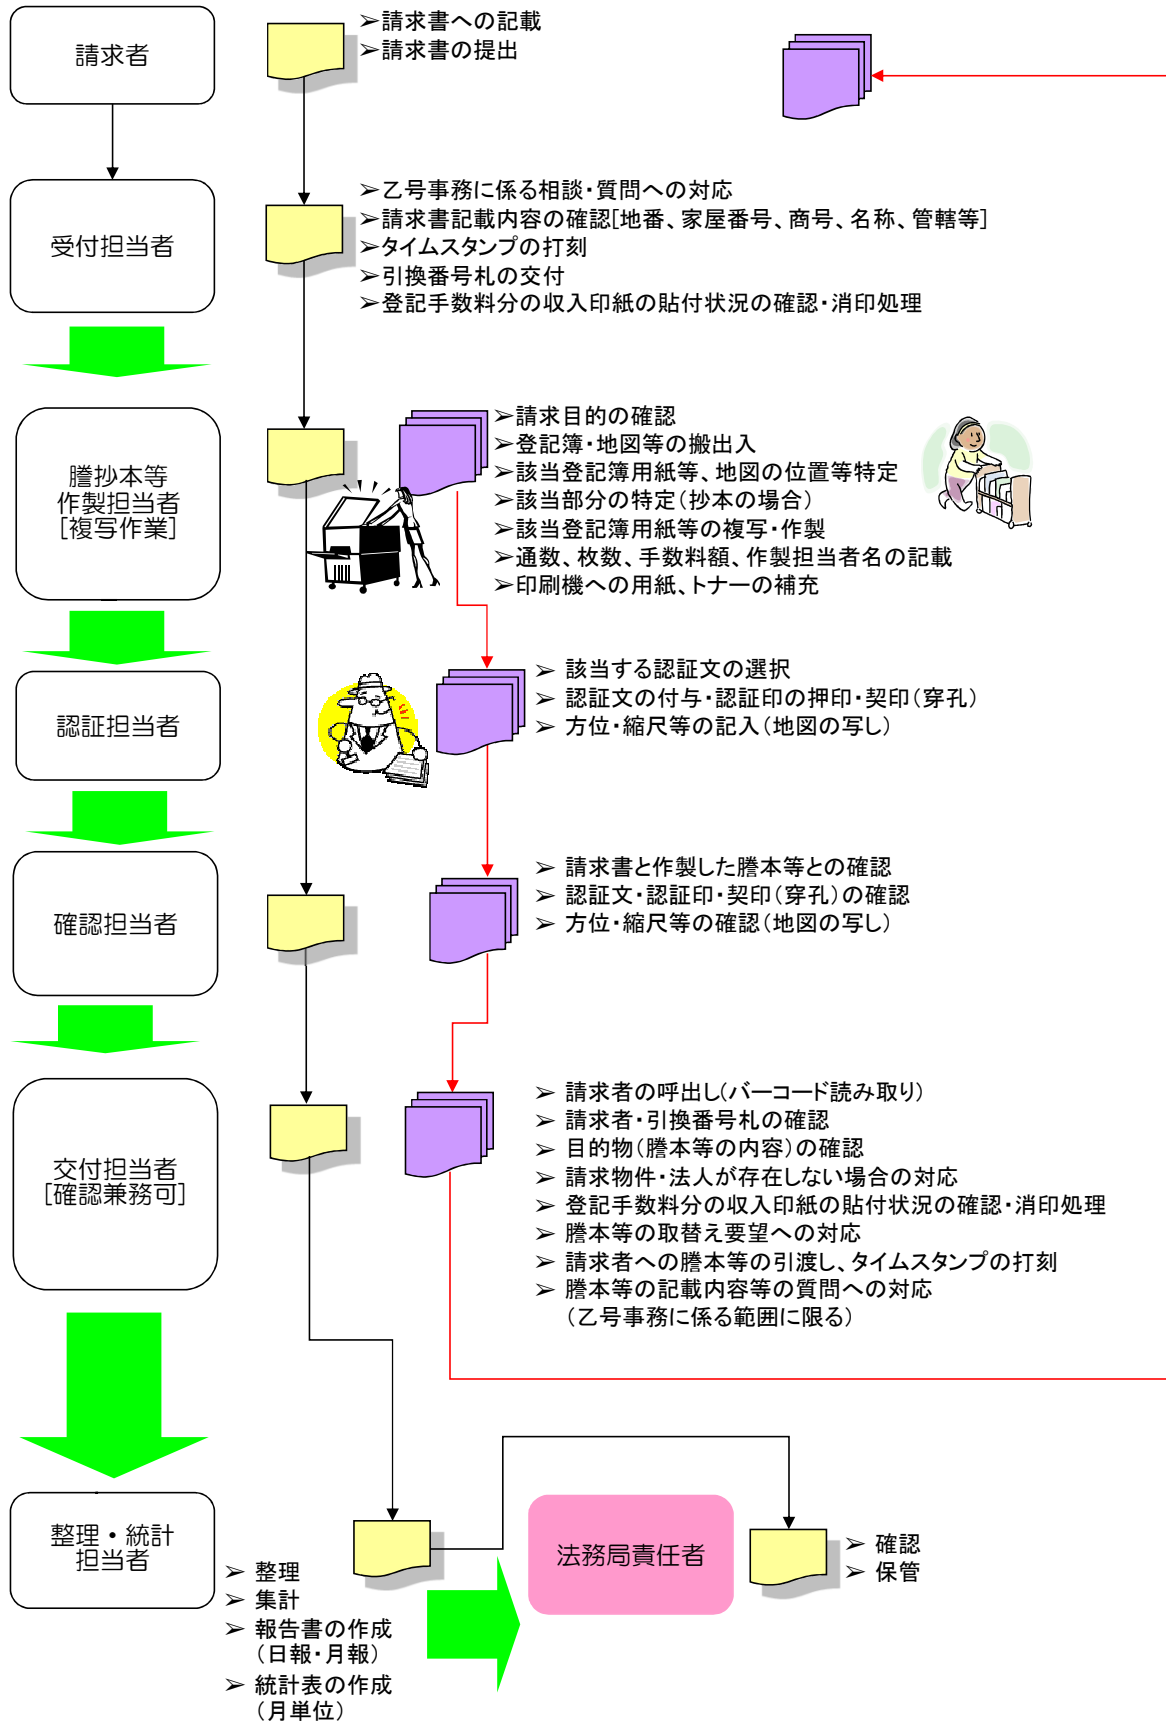 請求者
➢請求書への記載
➢請求書の提出
受付担当者
➢乙号事務に係る相談・質問への対応
➢請求書記載内容の確認[地番、家屋番号、商号、名称、管轄等]
➢タイムスタンプの打刻
➢引換番号札の交付
➢登記手数料分の収入印紙の貼付状況の確認・消印処理
謄抄本等
作製担当者
[複写作業]
➢請求目的の確認
➢登記簿・地図等の搬出入
➢該当登記簿用紙等、地図の位置等特定
➢該当部分の特定(抄本の場合)
➢該当登記簿用紙等の複写・作製
➢通数、枚数、手数料額、作製担当者名の記載
➢印刷機への用紙、トナーの補充
認証担当者
➢ 該当する認証文の選択
➢ 認証文の付与・認証印の押印・契印(穿孔)
➢ 方位・縮尺等の記入(地図の写し)
確認担当者
➢ 請求書と作製した謄本等との確認
➢ 認証文・認証印・契印(穿孔)の確認
➢ 方位・縮尺等の確認(地図の写し)
交付担当者
[確認兼務可]
➢ 請求者の呼出し(バーコード読み取り)
➢ 請求者・引換番号札の確認
➢ 目的物(謄本等の内容)の確認
➢ 請求物件・法人が存在しない場合の対応
➢ 登記手数料分の収入印紙の貼付状況の確認・消印処理
➢ 謄本等の取替え要望への対応
➢ 請求者への謄本等の引渡し、タイムスタンプの打刻
➢ 謄本等の記載内容等の質問への対応
(乙号事務に係る範囲に限る)
整理・統計
担当者
➢ 整理
➢ 集計
➢ 報告書の作成
(日報・月報)
➢ 統計表の作成
(月単位)
法務局責任者
➢ 確認
➢ 保管